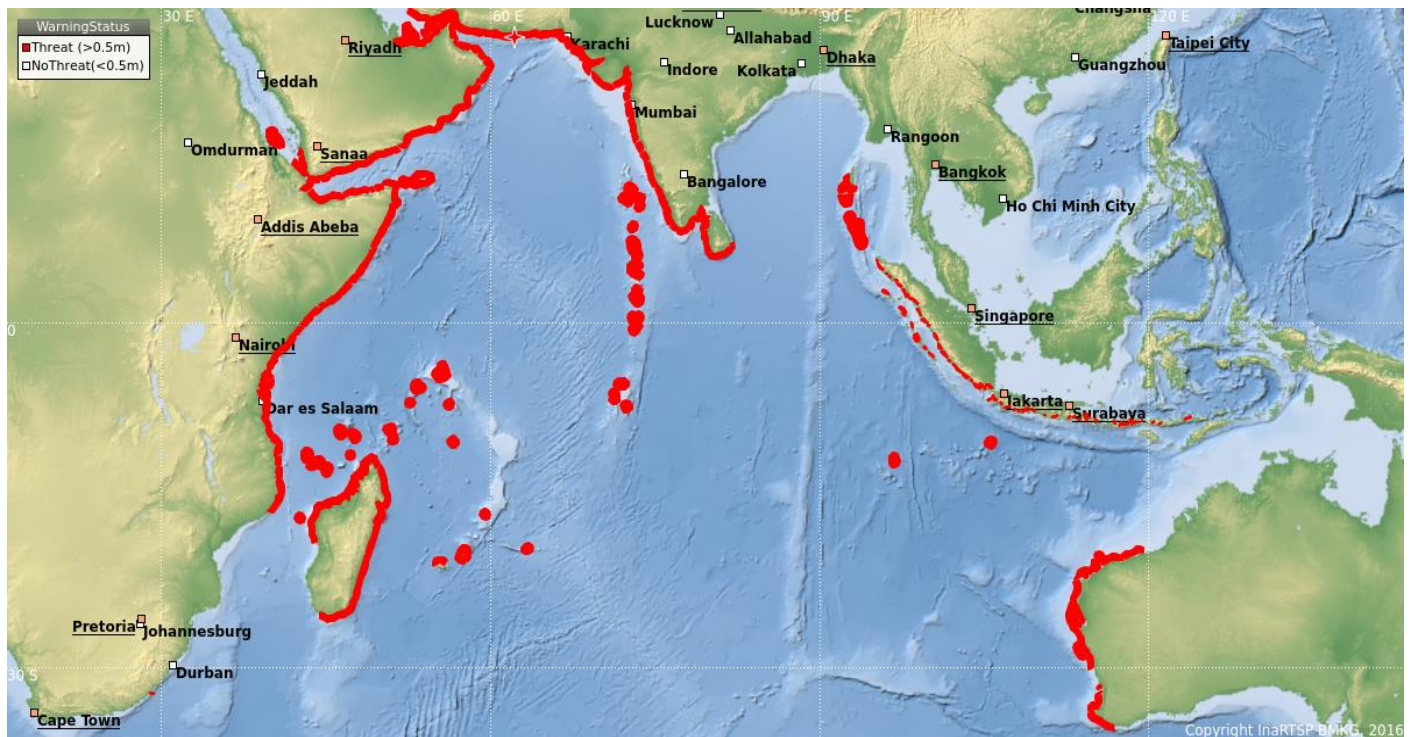 30 E
60 E
90 E
120 E
Changsha
WarningStatus
Threat (>0.5m)
NoThreat(<0.5m)
Lucknow
Allahabad
Karachi
Riyadh
Taipei City
Dhaka
Guangzhou
Indore
Kolkata
Jeddah
Mumbai
Rangoon
Omdurman
Sanaa
Bangkok
Bangalore
Ho Chi Minh City
Addis Abeba
Singapore
0
Nairobi
Jakarta
Dar es Salaam
Surabaya
Pretoria
Johannesburg
Durban
30 S
Cape Town
Copyright InaRTSP BMKG, 2016